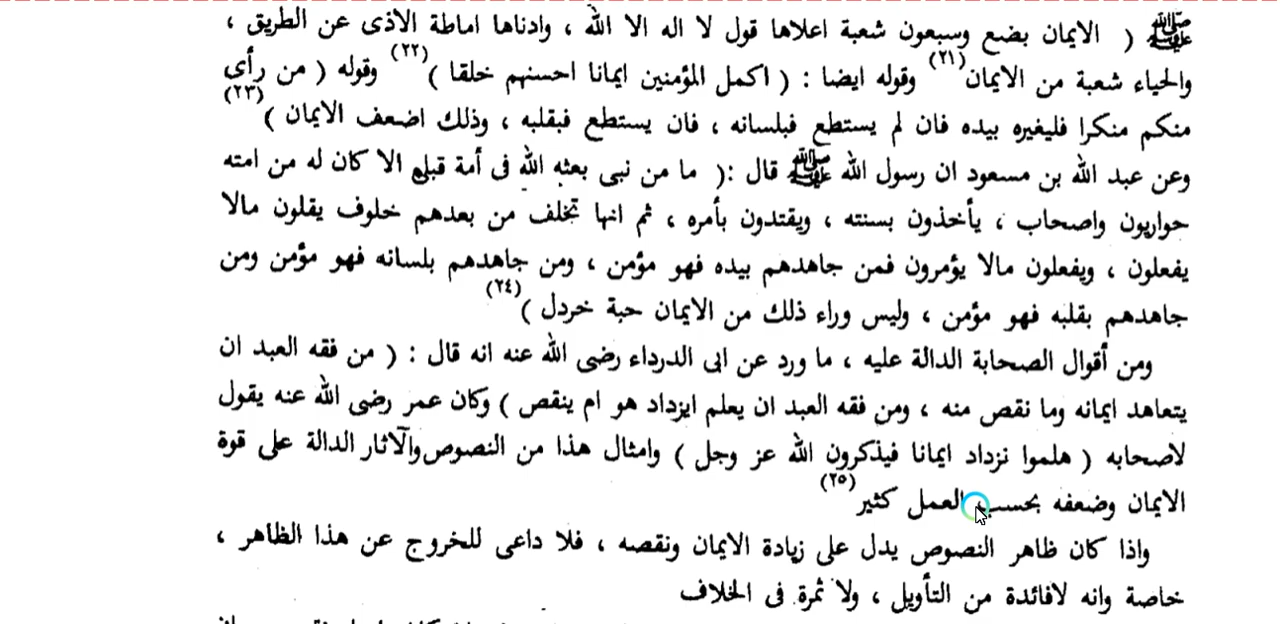 ﷺ ( الايمان بضع وسبعون شعبة اعلاها قول لا اله الا الله ، وادناها اماطة الاذى عن الطريق ،
والحياء شعبة من الايمان(٢١) وقوله ايضا : ( اكمل المؤمنين ايمانا احسنهم خلقا )(٢٢) وقوله ( من رأى
منكم منكرا فليغيره بيده فان لم يستطع فبلسانه ، فان يستطع فبقلبه ، وذلك اضعف الايمان )(٢٣)
وعن عبد الله بن مسعود ان رسول الله ﷺ قال :( ما من نبى بعثه الله فى أمة قبلى الا كان له من امته
حواريون واصحاب ، يأخذون بسنته ، ويقتدون بأمره ، ثم انها تخلف من بعدهم خلوف يقلون مالا
يفعلون ، ويفعلون مالا يؤمرون فمن جاهدهم بيده فهو مؤمن ، ومن جاهدهم بلسانه فهو مؤمن ومن
جاهدهم بقلبه فهو مؤمن ، وليس وراء ذلك من الايمان حبة خردل )(٢٤)
ومن أقوال الصحابة الدالة عليه ، ما ورد عن ابى الدرداء رضى الله عنه انه قال : ( من فقه العبد ان
يتعاهد ايمانه وما نقص منه ، ومن فقه العبد ان يعلم ايزداد هو ام ينقص ) وكان عمر رضى الله عنه يقول
لاصحابه ( هلموا نزداد ايمانا فيذكرون الله عز وجل ) وامثال هذا من النصوص والآثار الدالة على قوة
الايمان وضعفه بحسب العمل كثير(٢٥)
واذا كان ظاهر النصوص يدل على زيادة الايمان ونقصه ، فلا داعى للخروج عن هذا الظاهر ،
خاصة وانه لافائدة من التأويل ، ولا ثمرة فى الخلاف